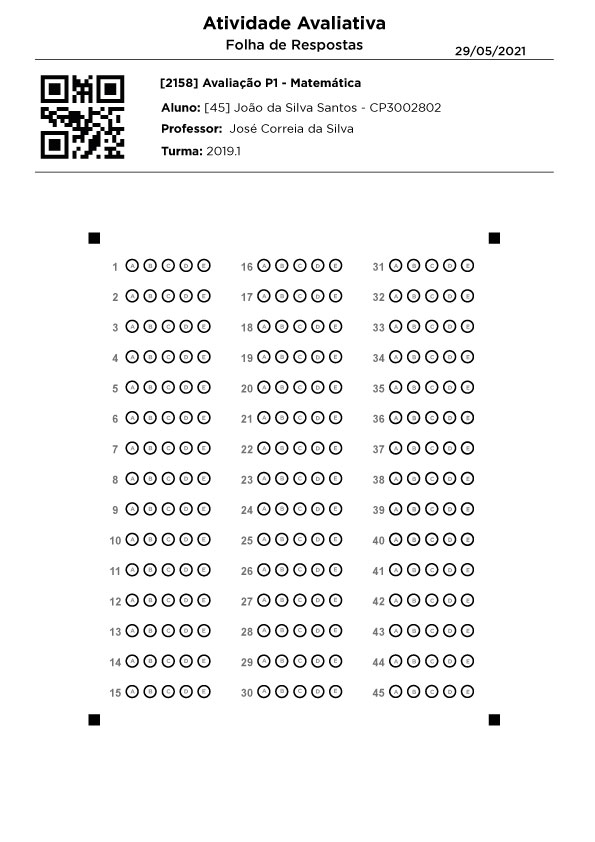 Atividade Avaliativa
Folha de Respostas
29/05/2021
[2158] Avaliação P1 - Matemática
Aluno: [45] João da Silva Santos - CP3002802
Professor: José Correia da Silva
Turma: 2019.1
1 A B C D E 16 A B C D E 31 A B C D E
2 A B C D E 17 A B C D E 32 A B C D E
3 A B C D E 18 A B C D E 33 A B C D E
4 A B C D E 19 A B C D E 34 A B C D E
5 A B C D E 20 A B C D E 35 A B C D E
6 A B C D E 21 A B C D E 36 A B C D E
7 A B C D E 22 A B C D E 37 A B C D E
8 A B C D E 23 A B C D E 38 A B C D E
9 A B C D E 24 A B C D E 39 A B C D E
10 A B C D E 25 A B C D E 40 A B C D E
11 A B C D E 26 A B C D E 41 A B C D E
12 A B C D E 27 A B C D E 42 A B C D E
13 A B C D E 28 A B C D E 43 A B C D E
14 A B C D E 29 A B C D E 44 A B C D E
15 A B C D E 30 A B C D E 45 A B C D E